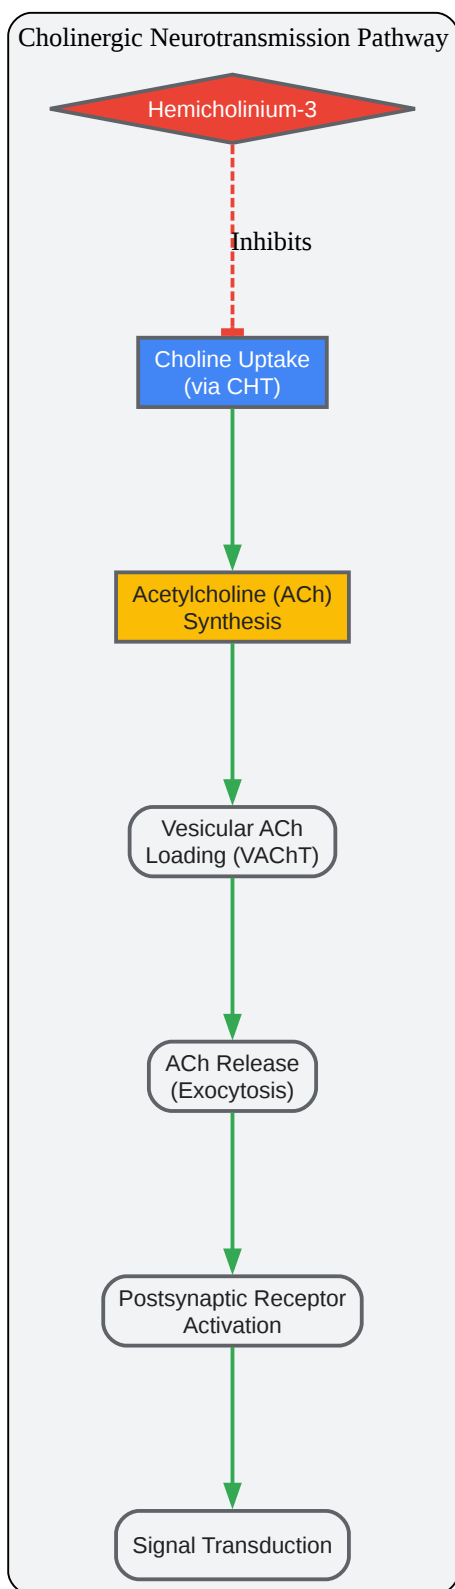 Cholinergic Neurotransmission Pathway
Hemicholinium-3
Inhibits
Choline Uptake
(via CHT)
Acetylcholine (ACh)
Synthesis
Vesicular ACh
Loading (VAChT)
ACh Release
(Exocytosis)
Postsynaptic Receptor
Activation
Signal Transduction